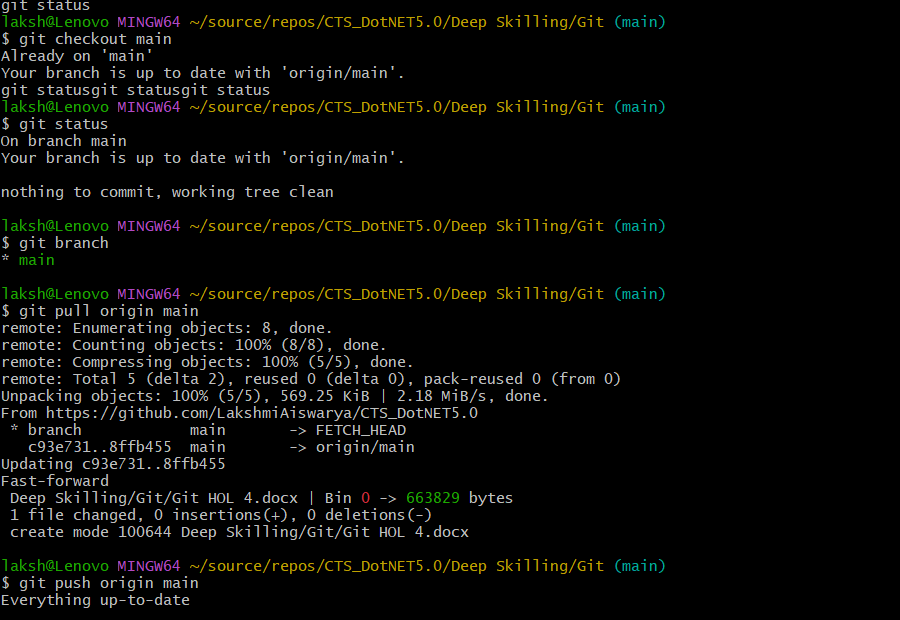 git status
laksh@Lenovo MINGW64 ~/source/repos/CTS_DotNET5.0/Deep Skilling/Git (main)
$ git checkout main
Already on 'main'
Your branch is up to date with 'origin/main'.
git statusgit statusgit status
laksh@Lenovo MINGW64 ~/source/repos/CTS_DotNET5.0/Deep Skilling/Git (main)
$ git status
On branch main
Your branch is up to date with 'origin/main'.
nothing to commit, working tree clean
laksh@Lenovo MINGW64 ~/source/repos/CTS_DotNET5.0/Deep Skilling/Git (main)
$ git branch
* main
laksh@Lenovo MINGW64 ~/source/repos/CTS_DotNET5.0/Deep Skilling/Git (main)
$ git pull origin main
remote: Enumerating objects: 8, done.
remote: Counting objects: 100% (8/8), done.
remote: Compressing objects: 100% (5/5), done.
remote: Total 5 (delta 2), reused 0 (delta 0), pack-reused 0 (from 0)
Unpacking objects: 100% (5/5), 569.25 KiB | 2.18 MiB/s, done.
From https://github.com/LakshmiAiswarya/CTS_DotNET5.0
 * branch            main       -> FETCH_HEAD
   c93e731..8ffb455  main       -> origin/main
Updating c93e731..8ffb455
Fast-forward
 Deep Skilling/Git/Git HOL 4.docx | Bin 0 -> 663829 bytes
 1 file changed, 0 insertions(+), 0 deletions(-)
 create mode 100644 Deep Skilling/Git/Git HOL 4.docx
laksh@Lenovo MINGW64 ~/source/repos/CTS_DotNET5.0/Deep Skilling/Git (main)
$ git push origin main
Everything up-to-date